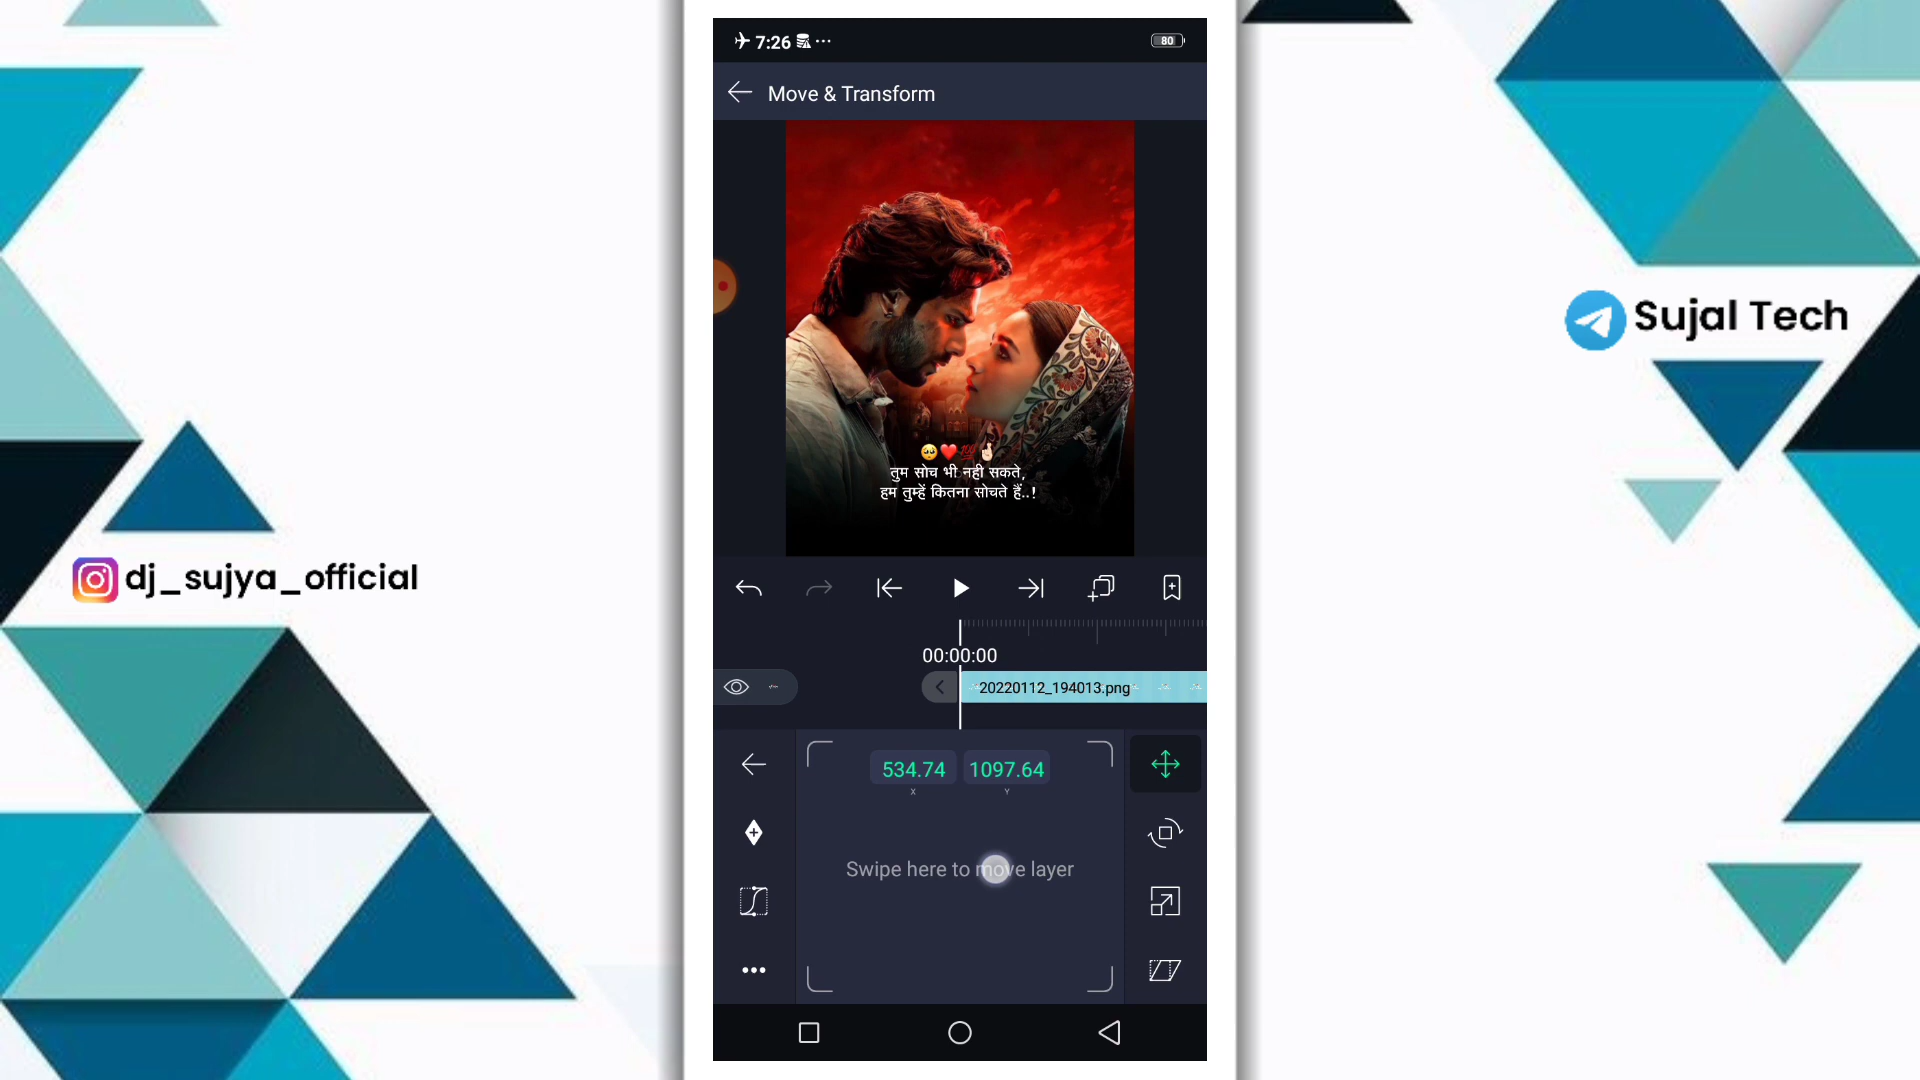 7:26
80
Move & Transform
Sujal Tech
तुम सोच भी नही सकते,
हम तुम्हें कितना सोचते हैं..!
dj_sujya_official
00:00:00
20220112_194013.png
534.74 1097.64
X Y
Swipe here to move layer